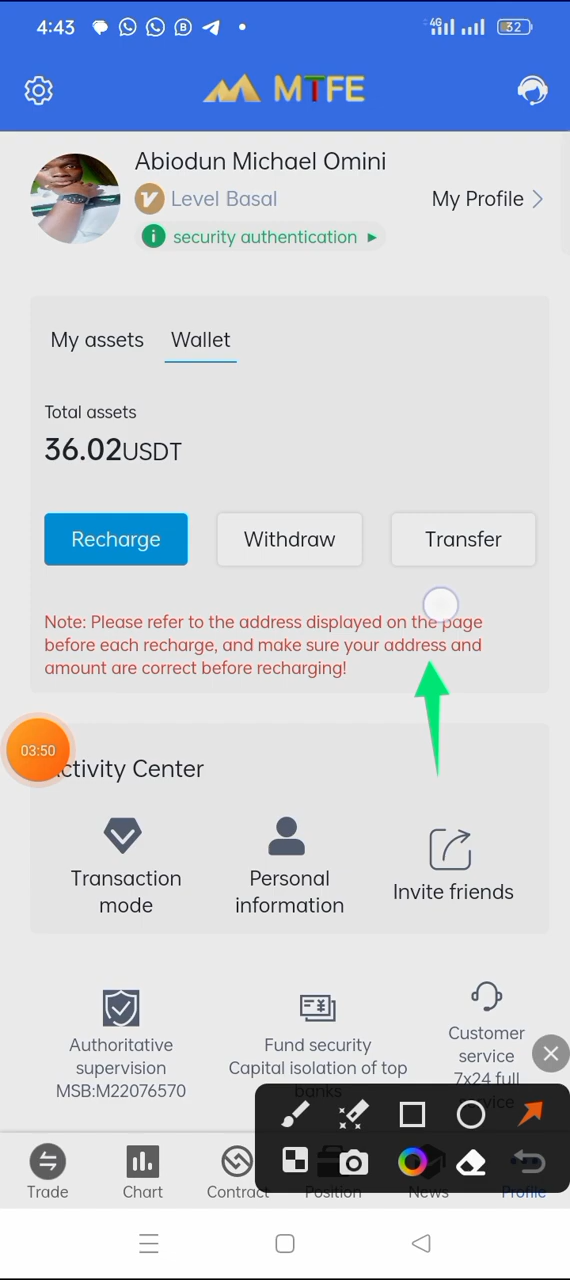 4:43
4G
32
MTFE
Abiodun Michael Omini
Level Basal
My Profile
security authentication
My assets
Wallet
Total assets
36.02USDT
Recharge
Withdraw
Transfer
Note: Please refer to the address displayed on the page
before each recharge, and make sure your address and
amount are correct before recharging!
03:50
Activity Center
Transaction
mode
Personal
information
Invite friends
Authoritative
supervision
MSB:M22076570
Fund security
Capital isolation of top
banks
Customer
service
7x24 full
service
Trade
Chart
Contract
Position
News
Profile